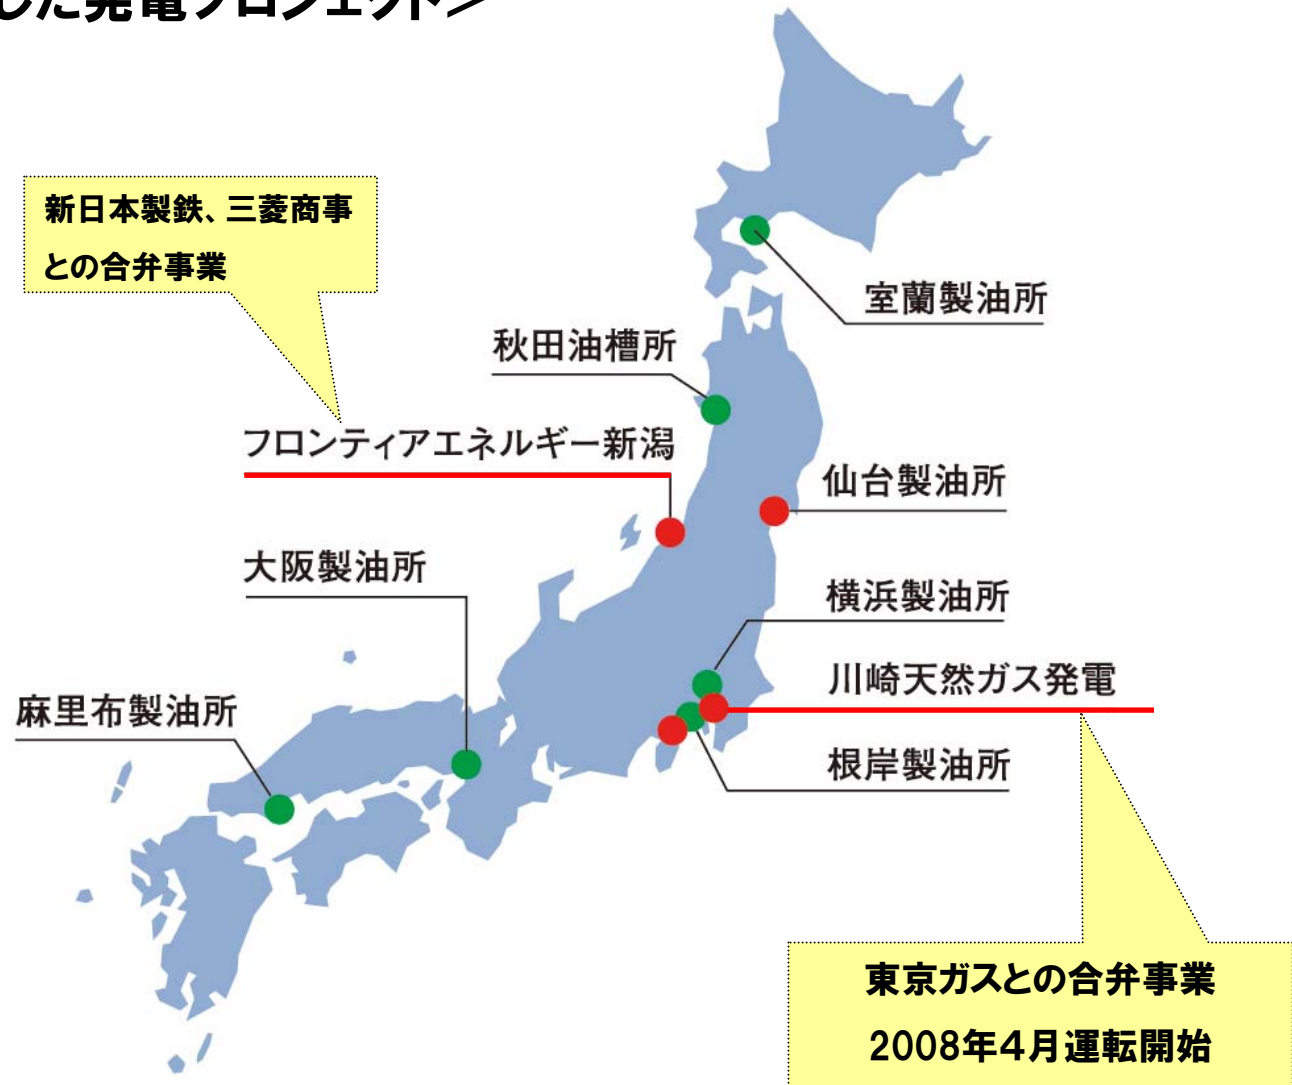 した発電プロジェクト＞
新日本製鉄、三菱商事
との合弁事業
室蘭製油所
秋田油槽所
フロンティアエネルギー新潟
仙台製油所
大阪製油所
横浜製油所
川崎天然ガス発電
麻里布製油所
根岸製油所
東京ガスとの合弁事業
2008年4月運転開始